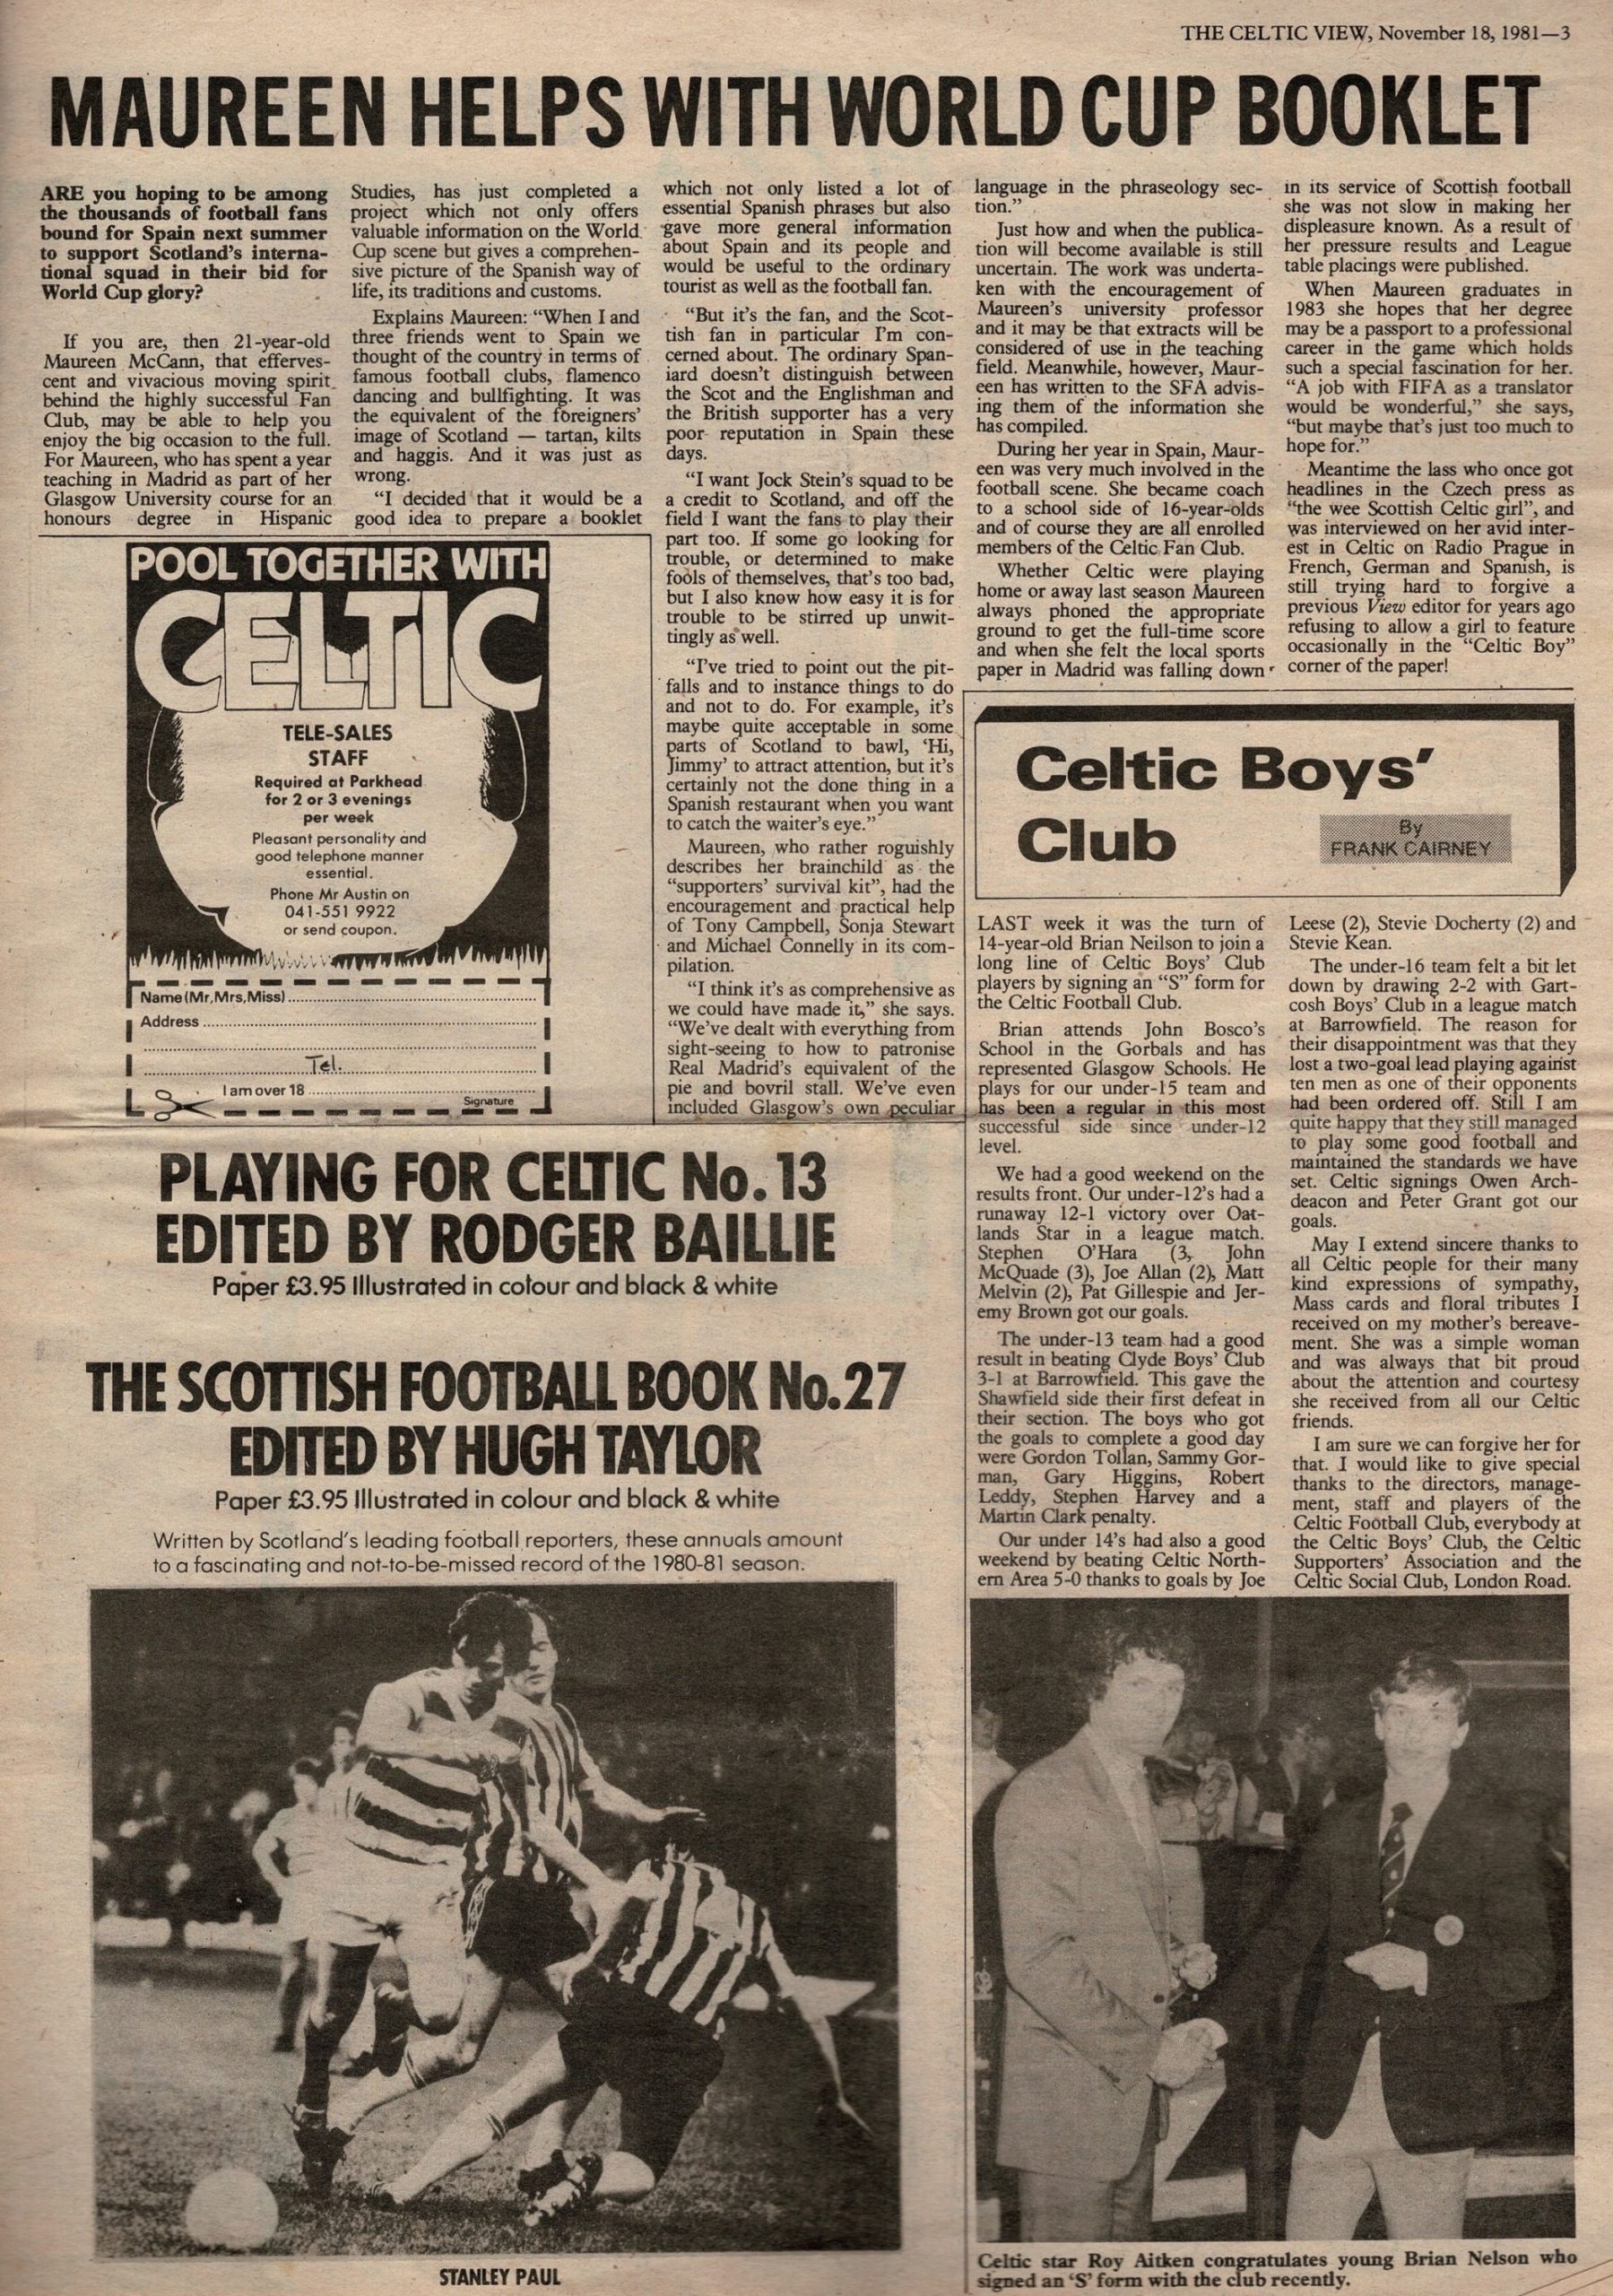 THE CELTIC VIEW, November 18, 1981—3
MAUREEN HELPS WITH WORLD CUP BOOKLET
ARE you hoping to be among
the thousands of football fans
bound for Spain next summer
to support Scotland's interna-
tional squad in their bid for
World Cup glory?
If you are, then 21-year-old
Maureen McCann, that efferves-
cent and vivacious moving spirit
behind the highly successful Fan
Club, may be able to help you
enjoy the big occasion to the full.
For Maureen, who has spent a year
teaching in Madrid as part of her
Glasgow University course for an
honours degree in Hispanic
Studies, has just completed a
project which not only offers
valuable information on the World
Cup scene but gives a comprehen-
sive picture of the Spanish way of
life, its traditions and customs.
Explains Maureen: "When I and
three friends went to Spain we
thought of the country in terms of
famous football clubs, flamenco
dancing and bullfighting. It was
the equivalent of the foreigners'
image of Scotland — tartan, kilts
and haggis. And it was just as
wrong.
"I decided that it would be a
good idea to prepare a booklet
which not only listed a lot of
essential Spanish phrases but also
gave more general information
about Spain and its people and
would be useful to the ordinary
tourist as well as the football fan.
"But it's the fan, and the Scot-
tish fan in particular I'm con-
cerned about. The ordinary Span-
iard doesn't distinguish between
the Scot and the Englishman and
the British supporter has a very
poor reputation in Spain these
days.
"I want Jock Stein's squad to be
a credit to Scotland, and off the
field I want the fans to play their
part too. If some go looking for
trouble, or determined to make
fools of themselves, that's too bad,
but I also know how easy it is for
trouble to be stirred up unwit-
tingly as well.
"I've tried to point out the pit-
falls and to instance things to do
and not to do. For example, it's
maybe quite acceptable in some
parts of Scotland to bawl, 'Hi,
Jimmy' to attract attention, but it's
certainly not the done thing in a
Spanish restaurant when you want
to catch the waiter's eye."
Maureen, who rather roguishly
describes her brainchild as the
"supporters' survival kit", had the
encouragement and practical help
of Tony Campbell, Sonja Stewart
and Michael Connelly in its com-
pilation.
"I think it's as comprehensive as
we could have made it," she says.
"We've dealt with everything from
sight-seeing to how to patronise
Real Madrid's equivalent of the
pie and bovril stall. We've even
included Glasgow's own peculiar
language in the phraseology sec-
tion."
Just how and when the publica-
tion will become available is still
uncertain. The work was underta-
ken with the encouragement of
Maureen's university professor
and it may be that extracts will be
considered of use in the teaching
field. Meanwhile, however, Maur-
een has written to the SFA advis-
ing them of the information she
has compiled.
During her year in Spain, Maur-
een was very much involved in the
football scene. She became coach
to a school side of 16-year-olds
and of course they are all enrolled
members of the Celtic Fan Club.
Whether Celtic were playing
home or away last season Maureen
always phoned the appropriate
ground to get the full-time score
and when she felt the local sports
paper in Madrid was falling down
in its service of Scottish football
she was not slow in making her
displeasure known. As a result of
her pressure results and League
table placings were published.
When Maureen graduates in
1983 she hopes that her degree
may be a passport to a professional
career in the game which holds
such a special fascination for her.
"A job with FIFA as a translator
would be wonderful," she says,
"but maybe that's just too much to
hope for."
Meantime the lass who once got
headlines in the Czech press as
"the wee Scottish Celtic girl", and
was interviewed on her avid inter-
est in Celtic on Radio Prague in
French, German and Spanish, is
still trying hard to forgive a
previous View editor for years ago
refusing to allow a girl to feature
occasionally in the "Celtic Boy"
corner of the paper!
POOL TOGETHER WITH
CELTIC
TELE-SALES
STAFF
Required at Parkhead
for 2 or 3 evenings
per week
Pleasant personality and
good telephone manner
essential.
Phone Mr Austin on
041-551 9922
or send coupon.
Name (Mr,Mrs,Miss)
Address
Tel.
I am over 18
Signature
PLAYING FOR CELTIC No. 13
EDITED BY RODGER BAILLIE
Paper £3.95 Illustrated in colour and black & white
THE SCOTTISH FOOTBALL BOOK No.27
EDITED BY HUGH TAYLOR
Paper £3.95 Illustrated in colour and black & white
Written by Scotland's leading football reporters, these annuals amount
to a fascinating and not-to-be-missed record of the 1980-81 season.
STANLEY PAUL
Celtic Boys'
Club
By
FRANK CAIRNEY
LAST week it was the turn of
14-year-old Brian Neilson to join a
long line of Celtic Boys' Club
players by signing an "S" form for
the Celtic Football Club.
Brian attends John Bosco's
School in the Gorbals and has
represented Glasgow Schools. He
plays for our under-15 team and
has been a regular in this most
successful side since under-12
level.
We had a good weekend on the
results front. Our under-12's had a
runaway 12-1 victory over Oat-
lands Star in a league match.
Stephen O'Hara (3, John
McQuade (3), Joe Allan (2), Matt
Melvin (2), Pat Gillespie and Jer-
emy Brown got our goals.
The under-13 team had a good
result in beating Clyde Boys' Club
3-1 at Barrowfield. This gave the
Shawfield side their first defeat in
their section. The boys who got
the goals to complete a good day
were Gordon Tollan, Sammy Gor-
man, Gary Higgins, Robert
Leddy, Stephen Harvey and a
Martin Clark penalty.
Our under 14's had also a good
weekend by beating Celtic North-
ern Area 5-0 thanks to goals by Joe
Leese (2), Stevie Docherty (2) and
Stevie Kean.
The under-16 team felt a bit let
down by drawing 2-2 with Gart-
cosh Boys' Club in a league match
at Barrowfield. The reason for
their disappointment was that they
lost a two-goal lead playing against
ten men as one of their opponents
had been ordered off. Still I am
quite happy that they still managed
to play some good football and
maintained the standards we have
set. Celtic signings Owen Arch-
deacon and Peter Grant got our
goals.
May I extend sincere thanks to
all Celtic people for their many
kind expressions of sympathy,
Mass cards and floral tributes I
received on my mother's bereave-
ment. She was a simple woman
and was always that bit proud
about the attention and courtesy
she received from all our Celtic
friends.
I am sure we can forgive her for
that. I would like to give special
thanks to the directors, manage-
ment, staff and players of the
Celtic Football Club, everybody at
the Celtic Boys' Club, the Celtic
Supporters' Association and the
Celtic Social Club, London Road.
Celtic star Roy Aitken congratulates young Brian Nelson who
signed an 'S' form with the club recently.